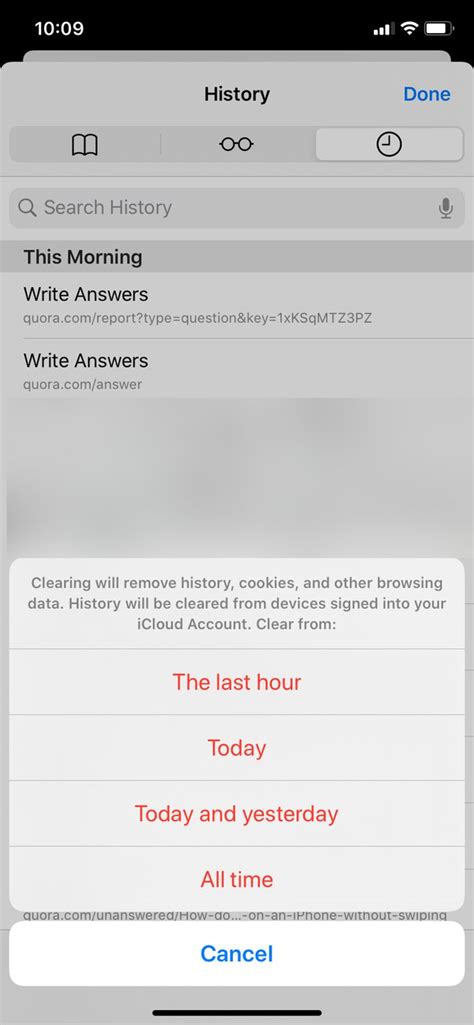 10:09
History
Done
Search History
This Morning
Write Answers
quora.com/report?type=question&key=1xKSqMTZ3PZ
Write Answers
quora.com/answer
Clearing will remove history, cookies, and other browsing
data. History will be cleared from devices signed into your
iCloud Account. Clear from:
The last hour
Today
Today and yesterday
All time
quora.com/unanswered/How-do...-on-an-iPhone-without-swiping
Cancel